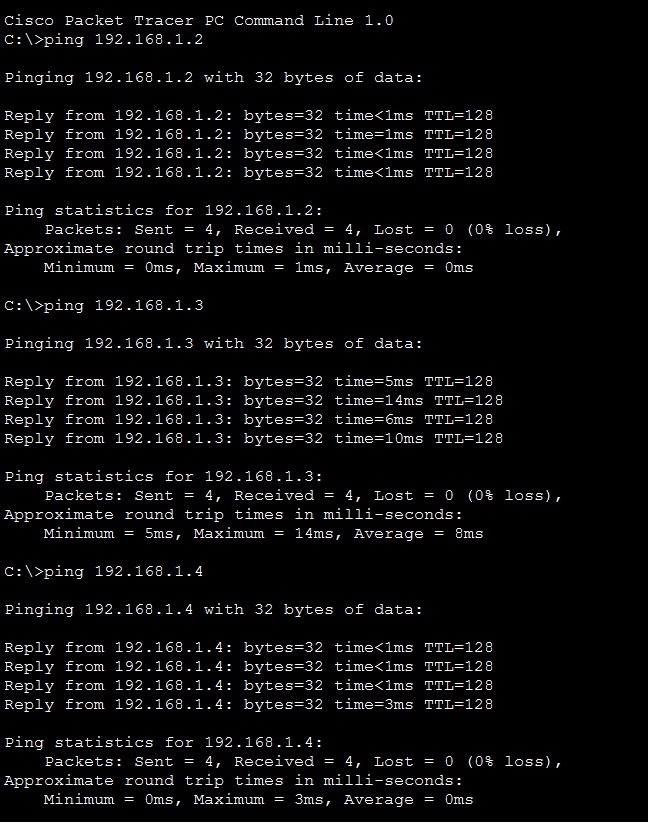 Cisco Packet Tracer PC Command Line 1.0
C:\>ping 192.168.1.2
Pinging 192.168.1.2 with 32 bytes of data:
Reply from 192.168.1.2: bytes=32 time<1ms TTL=128
Reply from 192.168.1.2: bytes=32 time=1ms TTL=128
Reply from 192.168.1.2: bytes=32 time<1ms TTL=128
Reply from 192.168.1.2: bytes=32 time<1ms TTL=128
Ping statistics for 192.168.1.2:
Packets: Sent = 4, Received = 4, Lost = 0 (0% loss),
Approximate round trip times in milli-seconds:
Minimum = 0ms, Maximum = 1ms, Average = 0ms
C:\>ping 192.168.1.3
Pinging 192.168.1.3 with 32 bytes of data:
Reply from 192.168.1.3: bytes=32 time=5ms TTL=128
Reply from 192.168.1.3: bytes=32 time=14ms TTL=128
Reply from 192.168.1.3: bytes=32 time=6ms TTL=128
Reply from 192.168.1.3: bytes=32 time=10ms TTL=128
Ping statistics for 192.168.1.3:
Packets: Sent = 4, Received = 4, Lost = 0 (0% loss),
Approximate round trip times in milli-seconds:
Minimum = 5ms, Maximum = 14ms, Average = 8ms
C:\>ping 192.168.1.4
Pinging 192.168.1.4 with 32 bytes of data:
Reply from 192.168.1.4: bytes=32 time<1ms TTL=128
Reply from 192.168.1.4: bytes=32 time<1ms TTL=128
Reply from 192.168.1.4: bytes=32 time<1ms TTL=128
Reply from 192.168.1.4: bytes=32 time=3ms TTL=128
Ping statistics for 192.168.1.4:
Packets: Sent = 4, Received = 4, Lost = 0 (0% loss),
Approximate round trip times in milli-seconds:
Minimum = 0ms, Maximum = 3ms, Average = 0ms